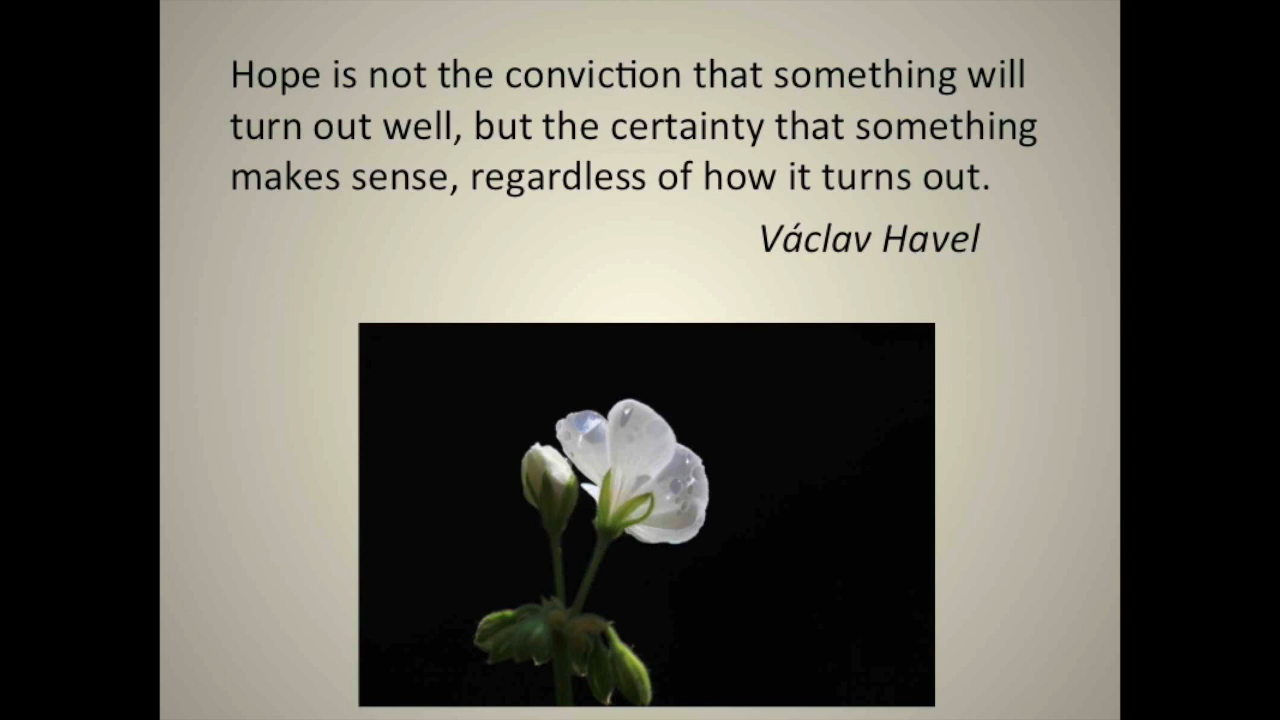 Hope is not the conviction that something will
turn out well, but the certainty that something
makes sense, regardless of how it turns out.
Václav Havel